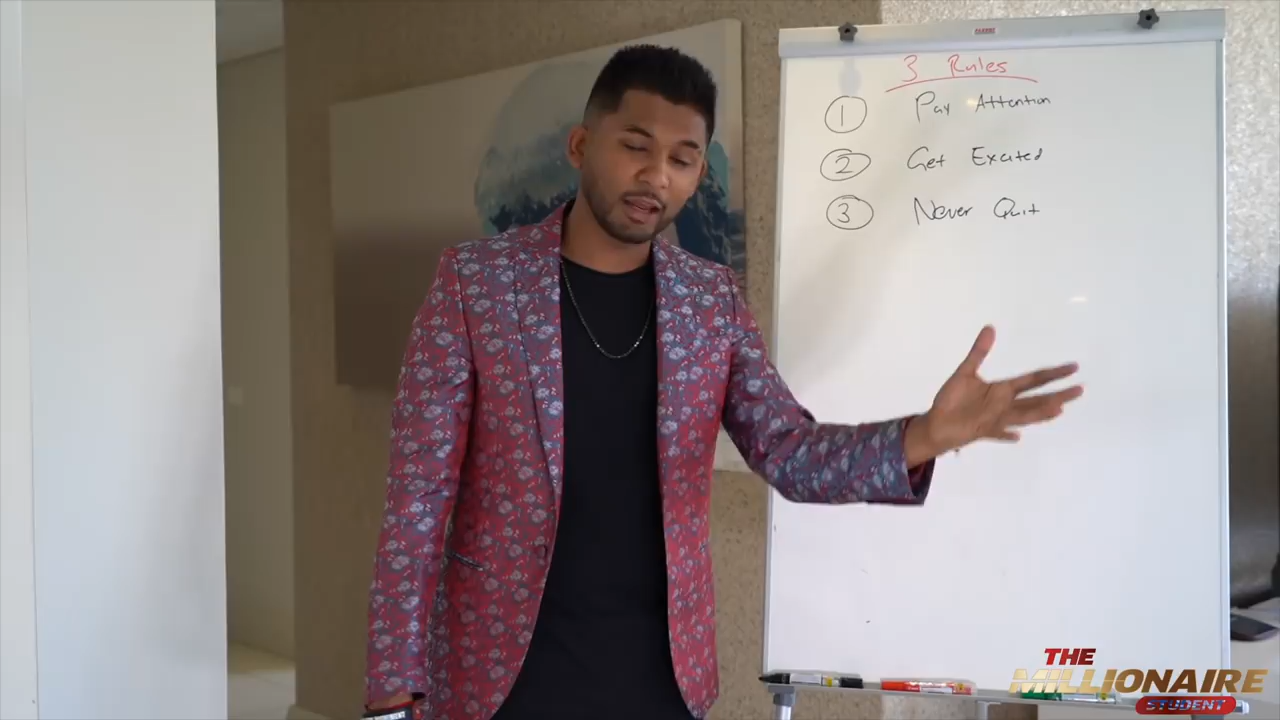 3 Rules
1 Pay Attention
2 Get Excited
3 Never Quit
THE
MILLIONAIRE
STUDENT